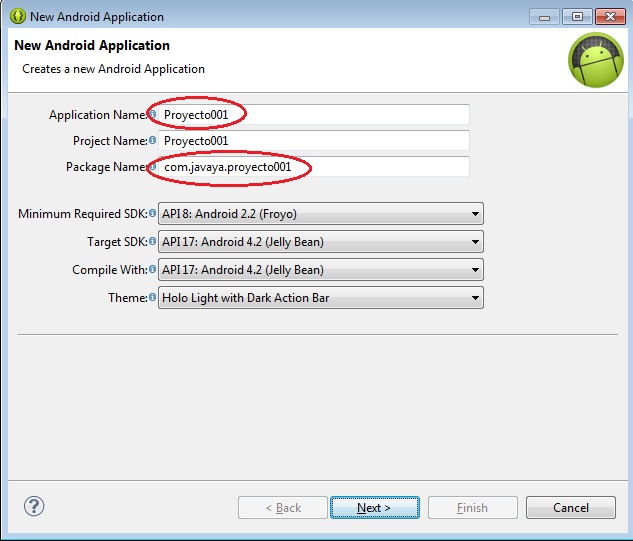 New Android Application
New Android Application
Creates a new Android Application
Application Name: Proyecto001
Project Name: Proyecto001
Package Name: com.javaya.proyecto001
Minimum Required SDK: API 8: Android 2.2 (Froyo)
Target SDK: API 17: Android 4.2 (Jelly Bean)
Compile With: API 17: Android 4.2 (Jelly Bean)
Theme: Holo Light with Dark Action Bar
? < Back Next > Finish Cancel